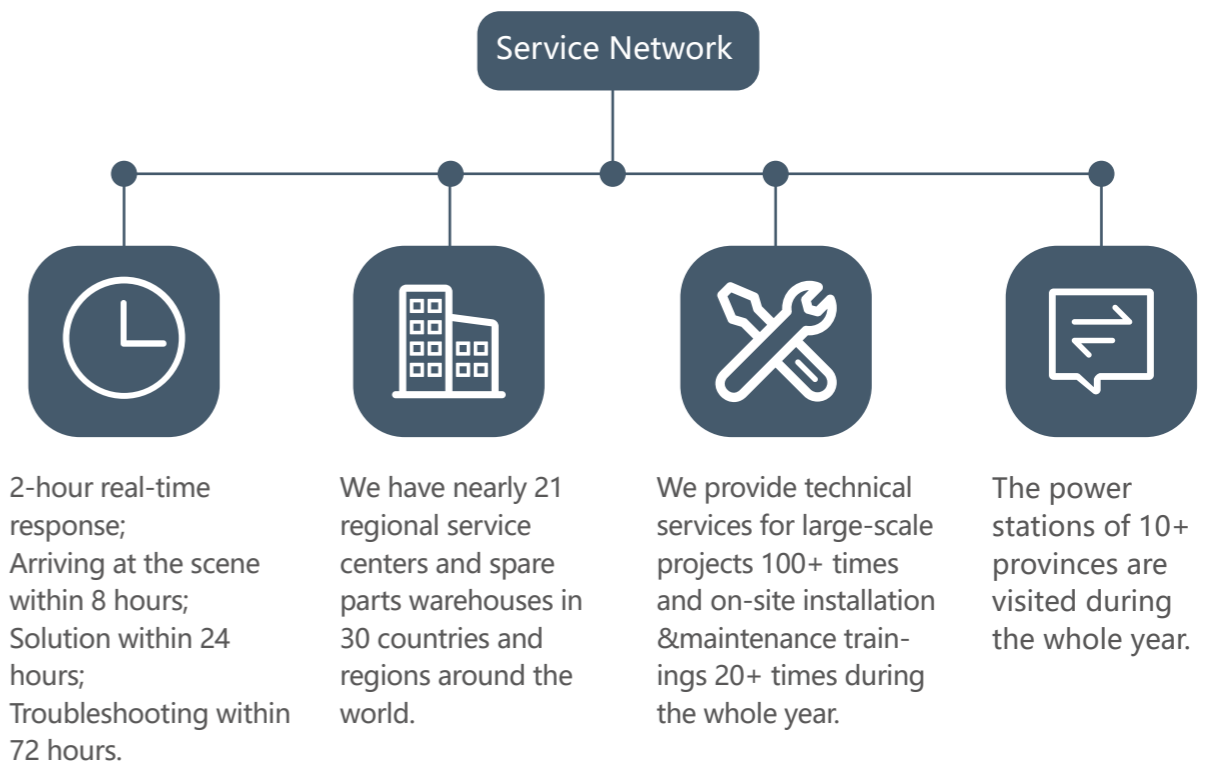 Service Network
2-hour real-time
response;
Arriving at the scene
within 8 hours;
Solution within 24
hours;
Troubleshooting within
72 hours.
We have nearly 21
regional service
centers and spare
parts warehouses in
30 countries and
regions around the
world.
We provide technical
services for large-scale
projects 100+ times
and on-site installation
&maintenance train-
ings 20+ times during
the whole year.
The power
stations of 10+
provinces are
visited during
the whole year.